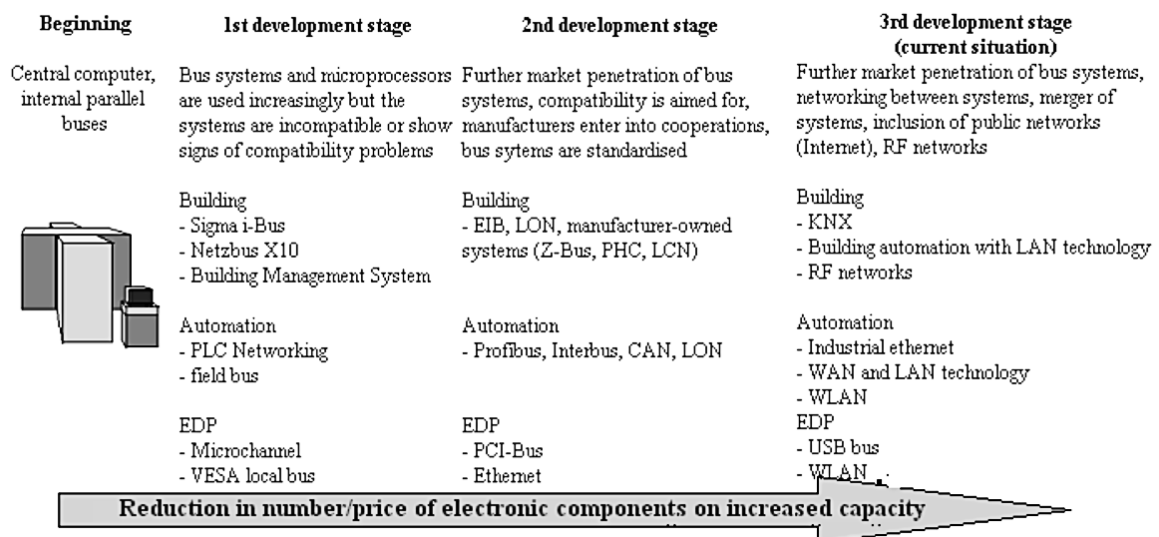 Beginning
Central computer,
internal parallel
buses
1st development stage
Bus systems and microprocessors
are used increasingly but the
systems are incompatible or show
signs of compatibility problems
Building
- Sigma i-Bus
- Netzbus X10
- Building Management System
Automation
- PLC Networking
- field bus
EDP
- Microchannel
- VESA local bus
2nd development stage
Further market penetration of bus
systems, compatibility is aimed for,
manufacturers enter into cooperations,
bus sytems are standardised
Building
- EIB, LON, manufacturer-owned
systems (Z-Bus, PHC, LCN)
Automation
- Profibus, Interbus, CAN, LON
EDP
- PCI-Bus
- Ethernet
3rd development stage
(current situation)
Further market penetration of bus systems,
networking between systems, merger of
systems, inclusion of public networks
(Internet), RF networks
Building
- KNX
- Building automation with LAN technology
- RF networks
Automation
- Industrial ethernet
- WAN and LAN technology
- WLAN
EDP
- USB bus
- WLAN
Reduction in number/price of electronic components on increased capacity